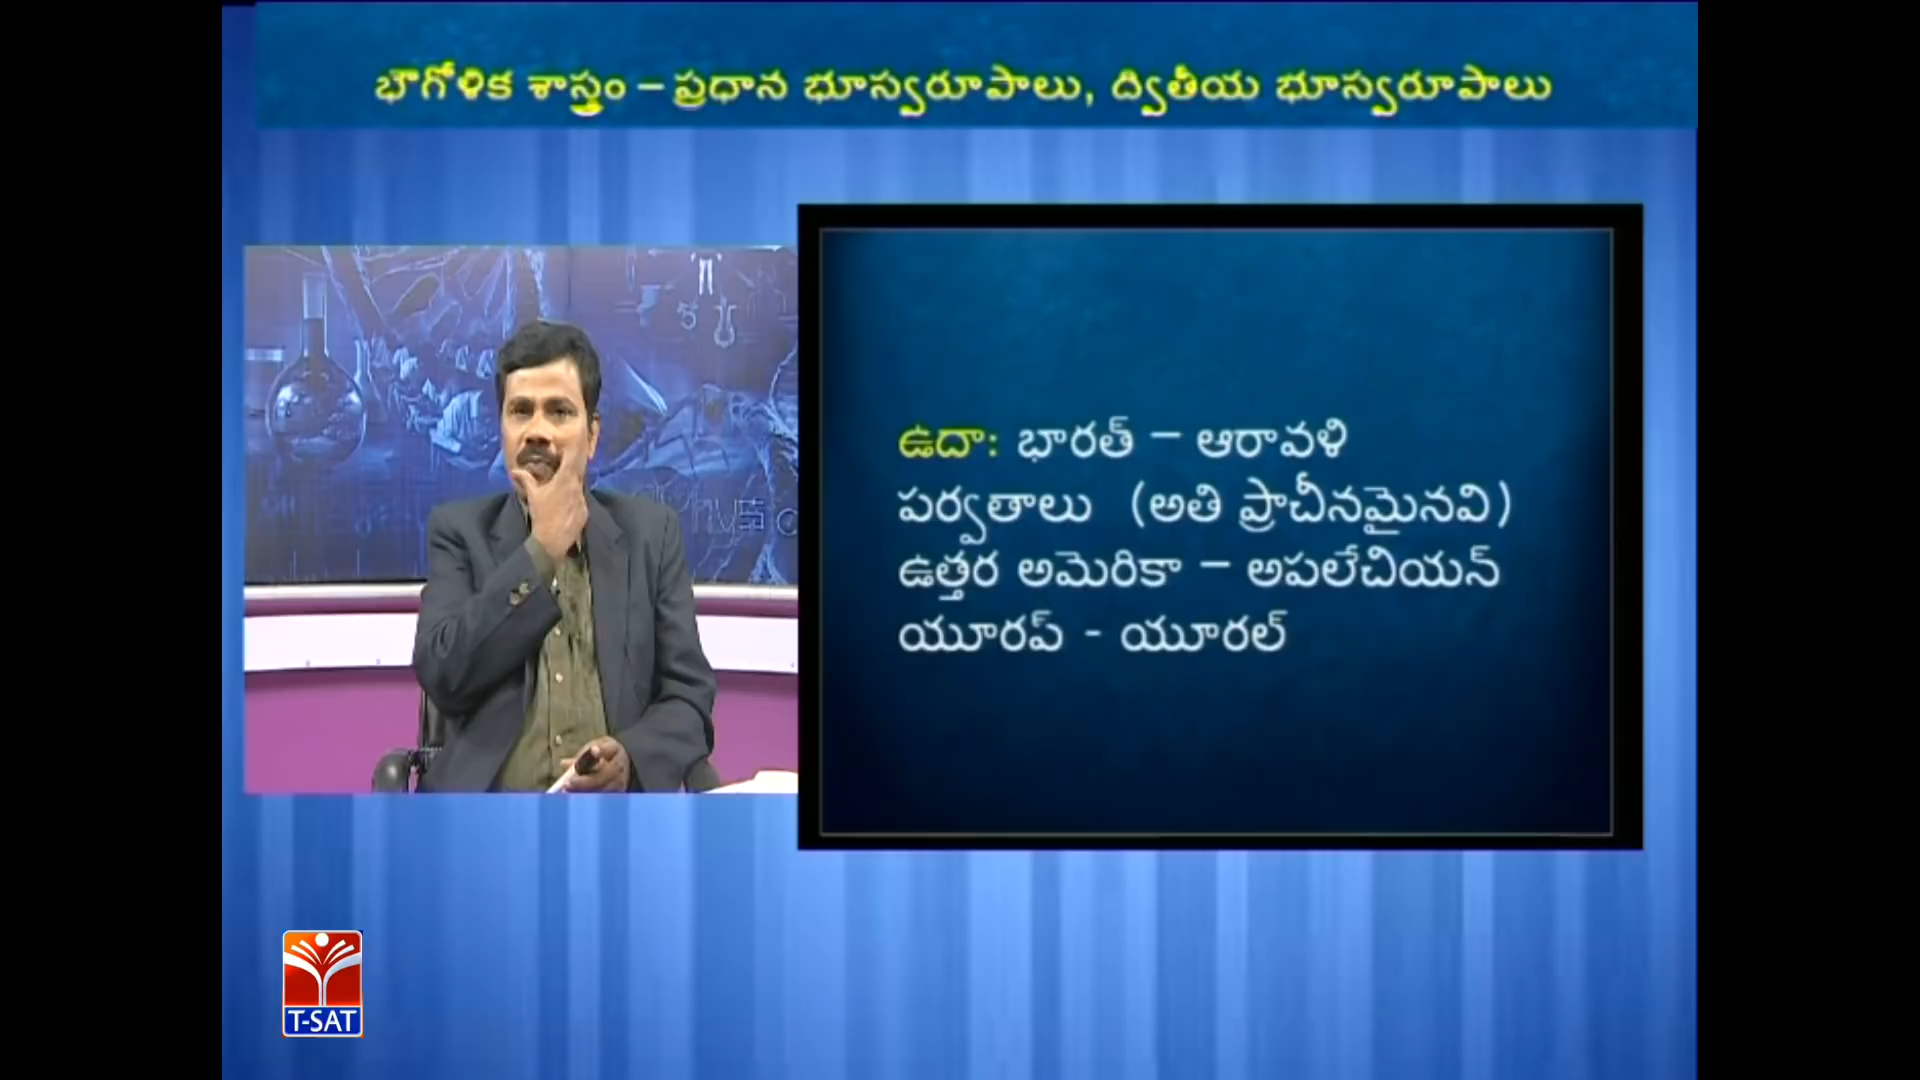 భౌగోళిక శాస్త్రం – ప్రధాన భూస్వరూపాలు, ద్వితీయ భూస్వరూపాలు
ఉదా: భారత్ – ఆరావళి
పర్వతాలు (అతి ప్రాచీనమైనవి)
ఉత్తర అమెరికా – అపలేచియన్
యూరప్ - యూరల్
T-SAT